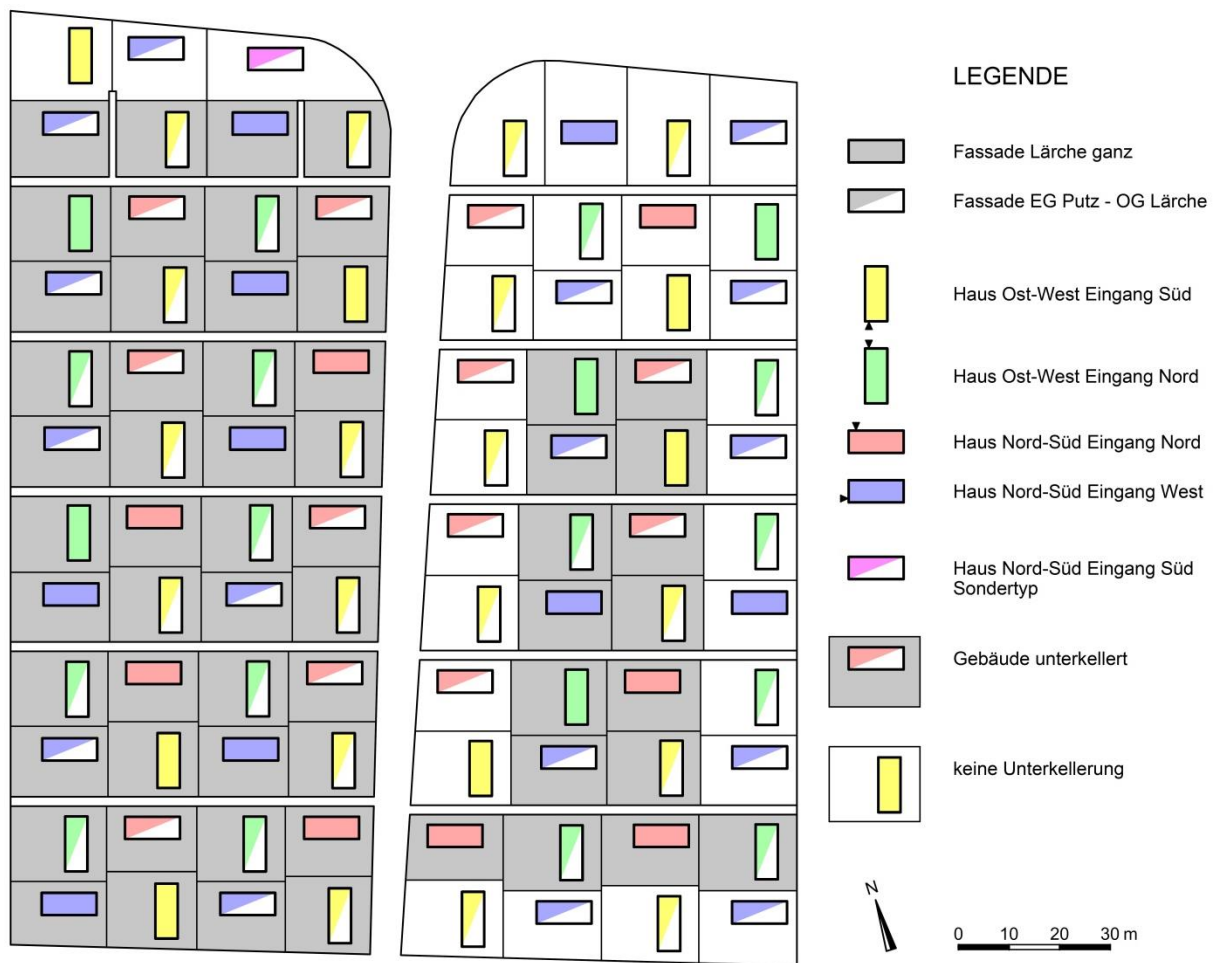 LEGENDE
Fassade Lärche ganz
Fassade EG Putz - OG Lärche
Haus Ost-West Eingang Süd
Haus Ost-West Eingang Nord
Haus Nord-Süd Eingang Nord
Haus Nord-Süd Eingang West
Haus Nord-Süd Eingang Süd
Sondertyp
Gebäude unterkellert
keine Unterkellerung
N
0 10 20 30 m